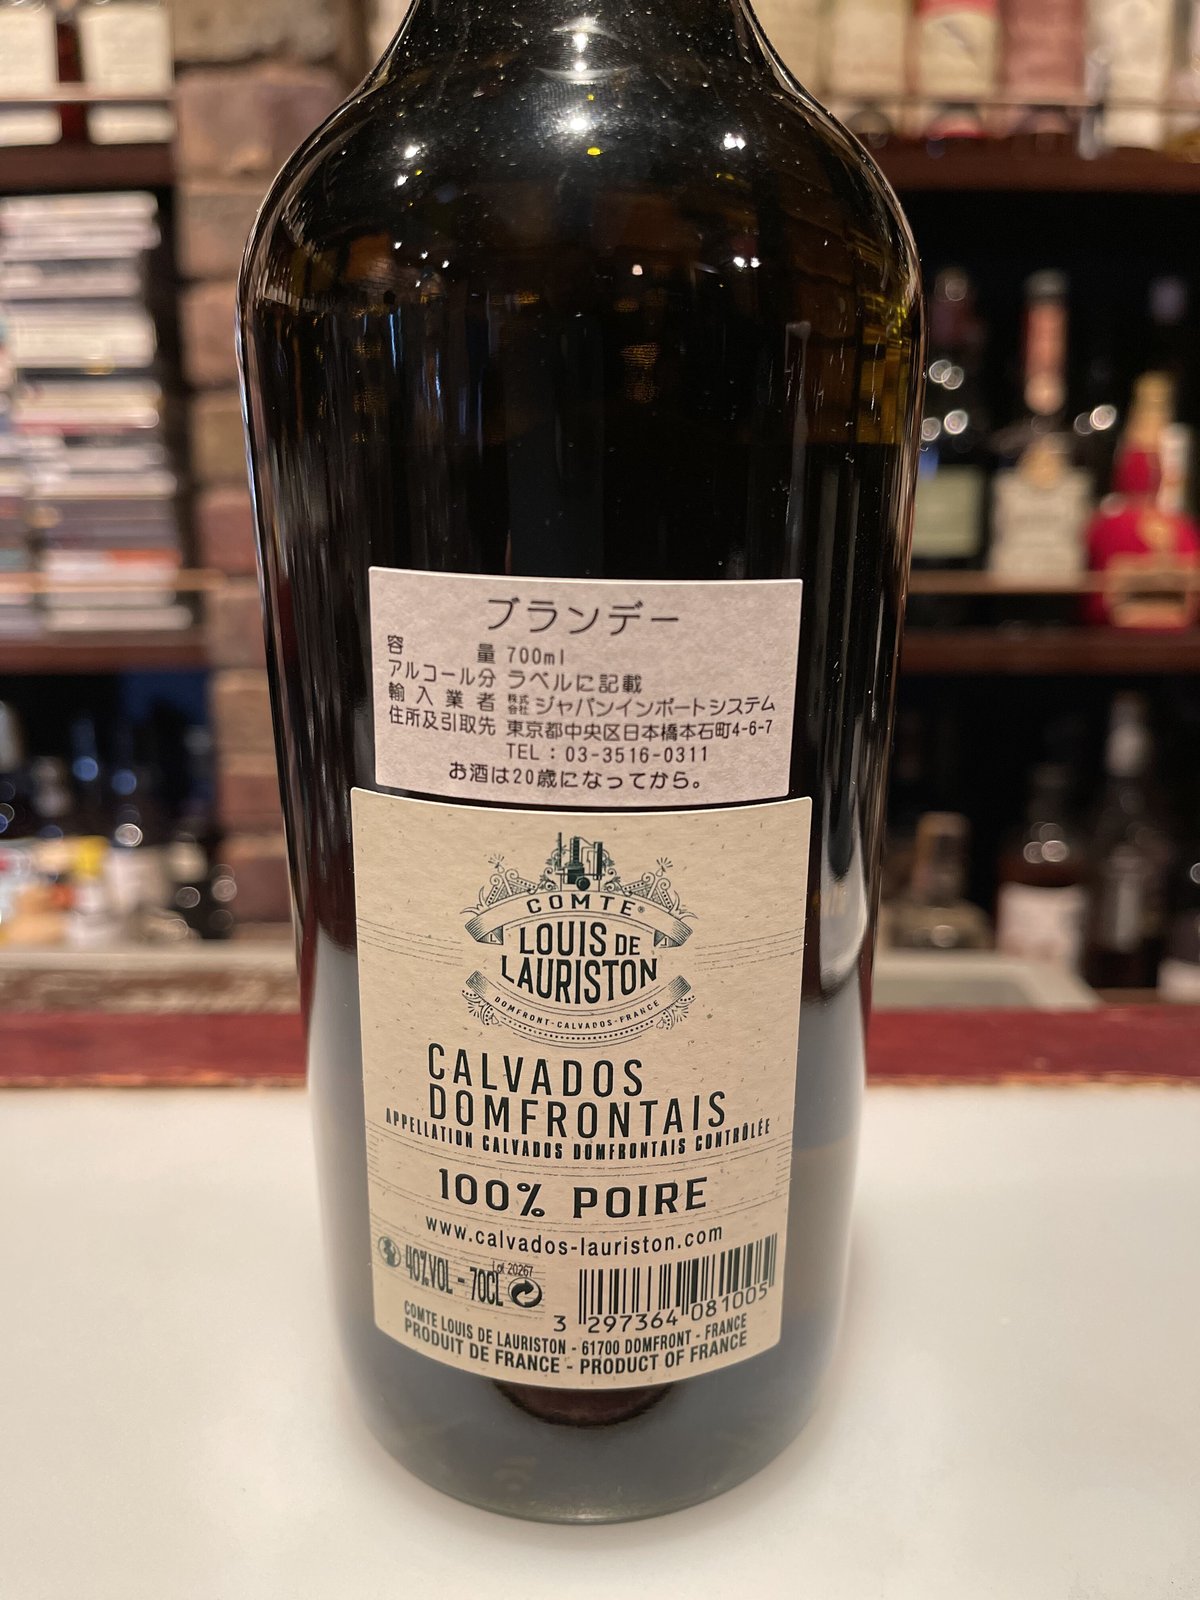 ブランデー
容量 700ml
アルコール分 ラベルに記載
輸入業者 株式会社 ジャパンインポートシステム
住所及引取先 東京都中央区日本橋本石町4-6-7
TEL：03-3516-0311
お酒は20歳になってから。
COMTE®
LOUIS DE
LAURISTON
DOMFRONT-CALVADOS-FRANCE
CALVADOS
DOMFRONTAIS
APPELLATION CALVADOS DOMFRONTAIS CONTRÔLÉE
100% POIRE
www.calvados-lauriston.com
Lot 20267
40%VOL - 70CL
3 297364 081005
COMTE LOUIS DE LAURISTON - 61700 DOMFRONT - FRANCE
PRODUIT DE FRANCE - PRODUCT OF FRANCE